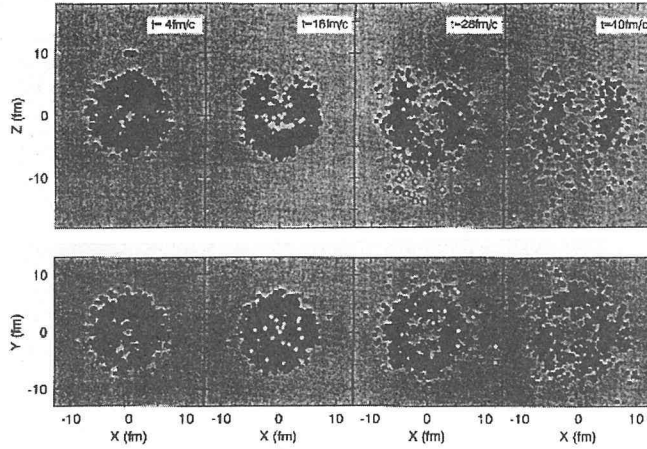 t= 4fm/c t=16fm/c t=28fm/c t=40fm/c
10
0
-10
Z (fm)
10
0
-10
Y (fm)
-10 0 10 -10 0 10 -10 0 10 -10 0 10
X (fm) X (fm) X (fm) X (fm)